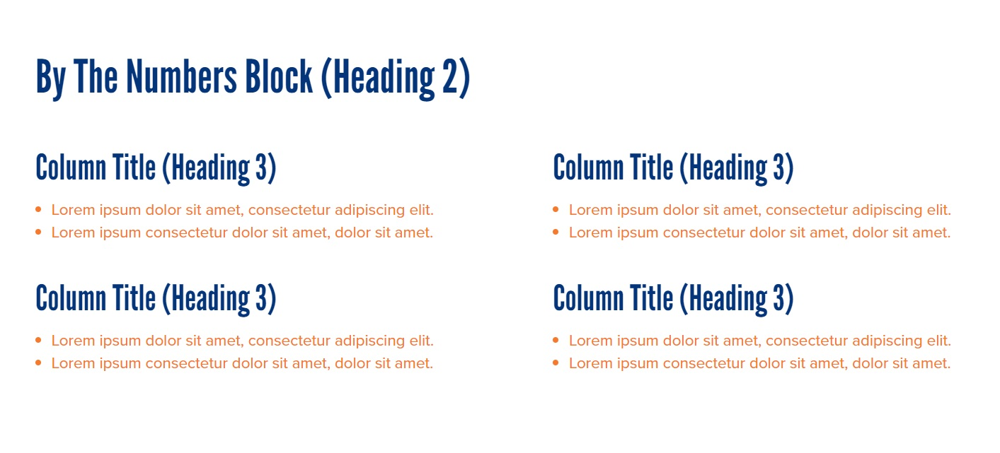 By The Numbers Block (Heading 2)
Column Title (Heading 3)
• Lorem ipsum dolor sit amet, consectetur adipiscing elit.
• Lorem ipsum consectetur dolor sit amet, dolor sit amet.
Column Title (Heading 3)
• Lorem ipsum dolor sit amet, consectetur adipiscing elit.
• Lorem ipsum consectetur dolor sit amet, dolor sit amet.
Column Title (Heading 3)
• Lorem ipsum dolor sit amet, consectetur adipiscing elit.
• Lorem ipsum consectetur dolor sit amet, dolor sit amet.
Column Title (Heading 3)
• Lorem ipsum dolor sit amet, consectetur adipiscing elit.
• Lorem ipsum consectetur dolor sit amet, dolor sit amet.